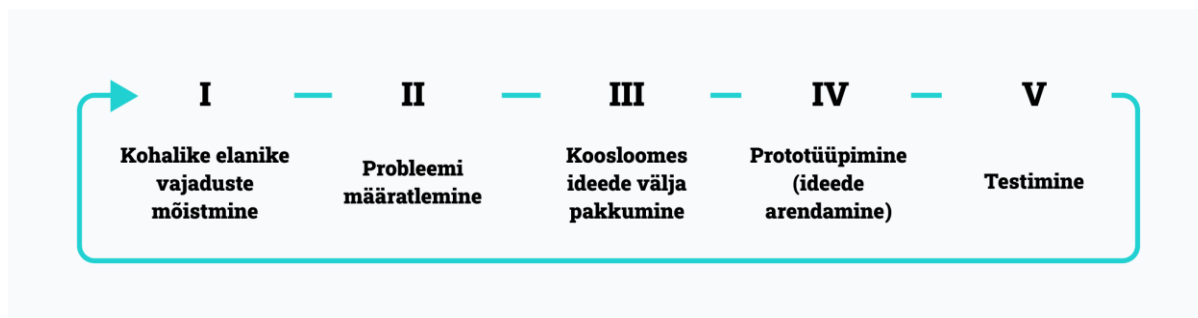 I
II
III
IV
V
Kohalike elanike
vajaduste
mõistmine
Probleemi
määratlemine
Koosloomes
ideede välja
pakkumine
Prototüüpimine
(ideede
arendamine)
Testimine